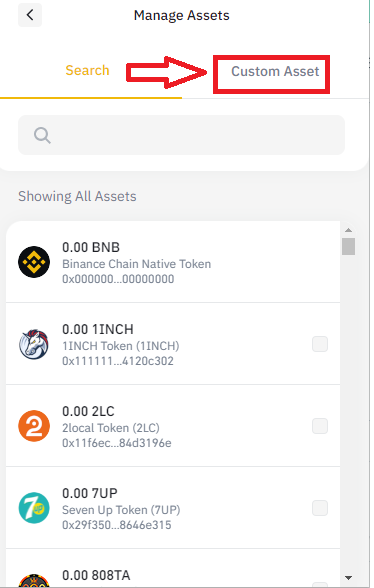 Manage Assets
Search
Custom Asset
Showing All Assets
0.00 BNB
Binance Chain Native Token
0x000000...00000000
0.00 1INCH
1INCH Token (1INCH)
0x111111...4120c302
0.00 2LC
2local Token (2LC)
0x11f6ec...84d3196e
0.00 7UP
Seven Up Token (7UP)
0x29f350...8646e315
0.00 808TA